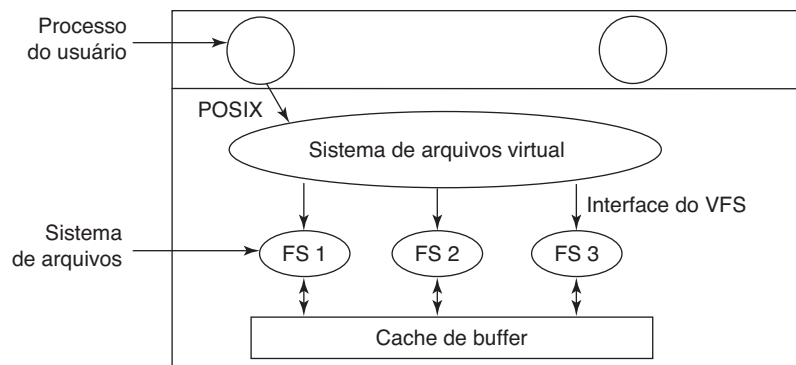 Processo
do usuário
POSIX
Sistema de arquivos virtual
Interface do VFS
Sistema
de arquivos
FS 1
FS 2
FS 3
Cache de buffer